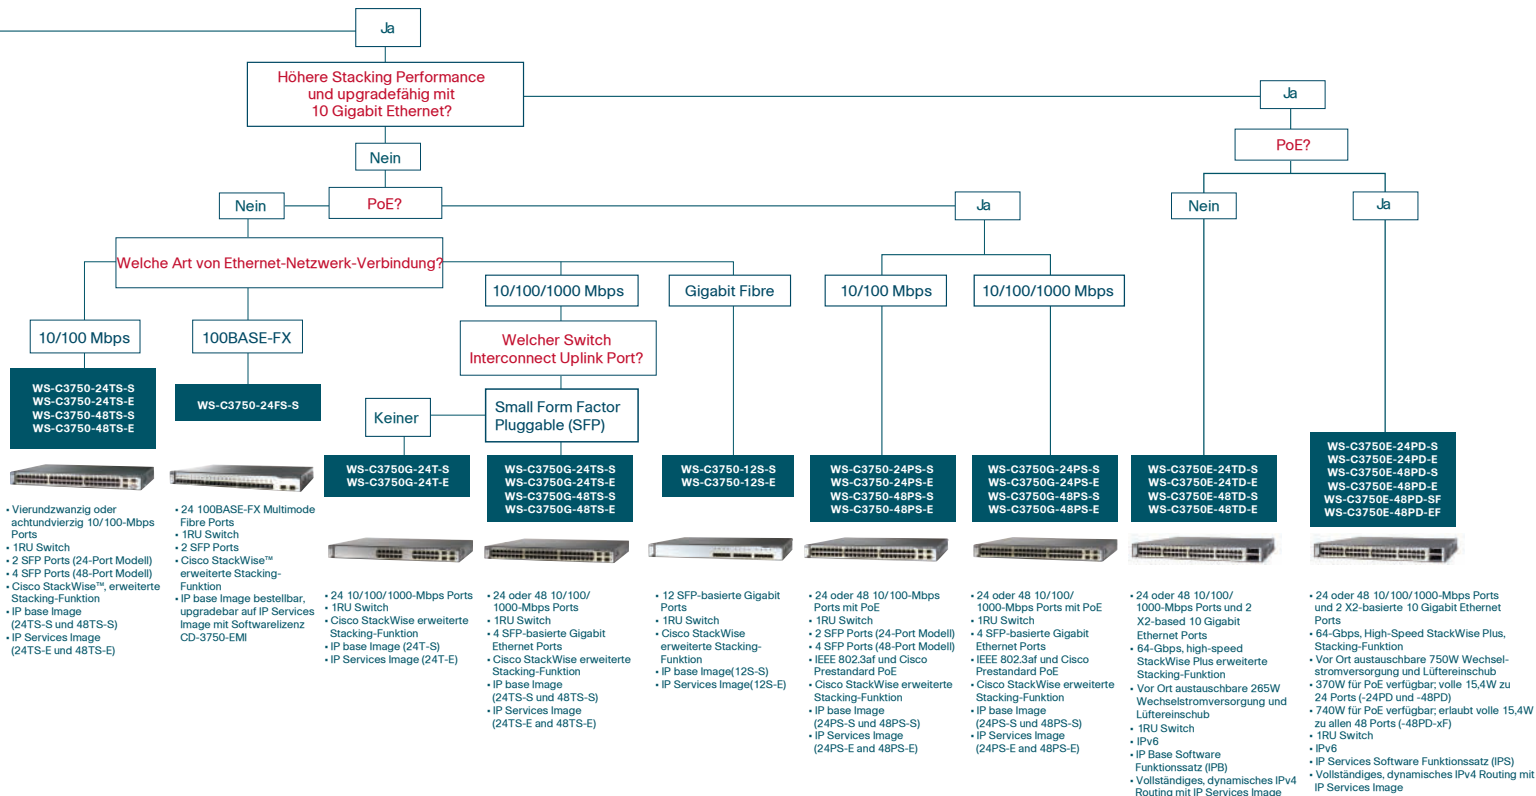 Ja
Höhere Stacking Performance
und upgradefähig mit
10 Gigabit Ethernet?
Ja
PoE?
Nein
PoE?
Nein
Ja
Nein
Ja
Welche Art von Ethernet-Netzwerk-Verbindung?
10/100/1000 Mbps
Gigabit Fibre
10/100 Mbps
10/100/1000 Mbps
10/100 Mbps
100BASE-FX
Welcher Switch
Interconnect Uplink Port?
Keiner
Small Form Factor
Pluggable (SFP)
WS-C3750-24TS-S
WS-C3750-24TS-E
WS-C3750-48TS-S
WS-C3750-48TS-E
• Vierundzwanzig oder
achtundvierzig 10/100-Mbps
Ports
• 1RU Switch
• 2 SFP Ports (24-Port Modell)
• 4 SFP Ports (48-Port Modell)
• Cisco StackWise™, erweiterte
Stacking-Funktion
• IP base Image
(24TS-S und 48TS-S)
• IP Services Image
(24TS-E und 48TS-E)
WS-C3750-24FS-S
• 24 100BASE-FX Multimode
Fibre Ports
• 1RU Switch
• 2 SFP Ports
• Cisco StackWise™
erweiterte Stacking-
Funktion
• IP base Image bestellbar,
upgradebar auf IP Services
Image mit Softwarelizenz
CD-3750-EMI
WS-C3750G-24T-S
WS-C3750G-24T-E
• 24 10/100/1000-Mbps Ports
• 1RU Switch
• Cisco StackWise erweiterte
Stacking-Funktion
• IP base Image (24T-S)
• IP Services Image (24T-E)
WS-C3750G-24TS-S
WS-C3750G-24TS-E
WS-C3750G-48TS-S
WS-C3750G-48TS-E
• 24 oder 48 10/100/
1000-Mbps Ports
• 1RU Switch
• 4 SFP-basierte Gigabit
Ethernet Ports
• Cisco StackWise erweiterte
Stacking-Funktion
• IP base Image
(24TS-S und 48TS-S)
• IP Services Image
(24TS-E and 48TS-E)
WS-C3750-12S-S
WS-C3750-12S-E
• 12 SFP-basierte Gigabit
Ports
• 1RU Switch
• Cisco StackWise
erweiterte Stacking-
Funktion
• IP base Image(12S-S)
• IP Services Image(12S-E)
WS-C3750-24PS-S
WS-C3750-24PS-E
WS-C3750-48PS-S
WS-C3750-48PS-E
• 24 oder 48 10/100-Mbps
Ports mit PoE
• 1RU Switch
• 2 SFP Ports (24-Port Modell)
• 4 SFP Ports (48-Port Modell)
• IEEE 802.3af und Cisco
Prestandard PoE
• Cisco StackWise erweiterte
Stacking-Funktion
• IP base Image
(24PS-S und 48PS-S)
• IP Services Image
(24PS-E and 48PS-E)
WS-C3750G-24PS-S
WS-C3750G-24PS-E
WS-C3750G-48PS-S
WS-C3750G-48PS-E
• 24 oder 48 10/100/
1000-Mbps Ports mit PoE
• 1RU Switch
• 4 SFP-basierte Gigabit
Ethernet Ports
• IEEE 802.3af und Cisco
Prestandard PoE
• Cisco StackWise erweiterte
Stacking-Funktion
• IP base Image
(24PS-S und 48PS-S)
• IP Services Image
(24PS-E and 48PS-E)
WS-C3750E-24TD-S
WS-C3750E-24TD-E
WS-C3750E-48TD-S
WS-C3750E-48TD-E
• 24 oder 48 10/100/
1000-Mbps Ports und 2
X2-based 10 Gigabit
Ethernet Ports
• 64-Gbps, high-speed
StackWise Plus erweiterte
Stacking-Funktion
• Vor Ort austauschbare 265W
Wechselstromversorgung und
Lüftereinschub
• 1RU Switch
• IPv6
• IP Base Software
Funktionssatz (IPB)
• Vollständiges, dynamisches IPv4
Routing mit IP Services Image
WS-C3750E-24PD-S
WS-C3750E-24PD-E
WS-C3750E-48PD-S
WS-C3750E-48PD-E
WS-C3750E-48PD-SF
WS-C3750E-48PD-EF
• 24 oder 48 10/100/1000-Mbps Ports
und 2 X2-basierte 10 Gigabit Ethernet
Ports
• 64-Gbps, High-Speed StackWise Plus,
Stacking-Funktion
• Vor Ort austauschbare 750W Wechsel-
stromversorgung und Lüftereinschub
• 370W für PoE verfügbar; volle 15,4W zu
24 Ports (-24PD und -48PD)
• 740W für PoE verfügbar; erlaubt volle 15,4W
zu allen 48 Ports (-48PD-xF)
• 1RU Switch
• IPv6
• IP Services Software Funktionssatz (IPS)
• Vollständiges, dynamisches IPv4 Routing mit
IP Services Image